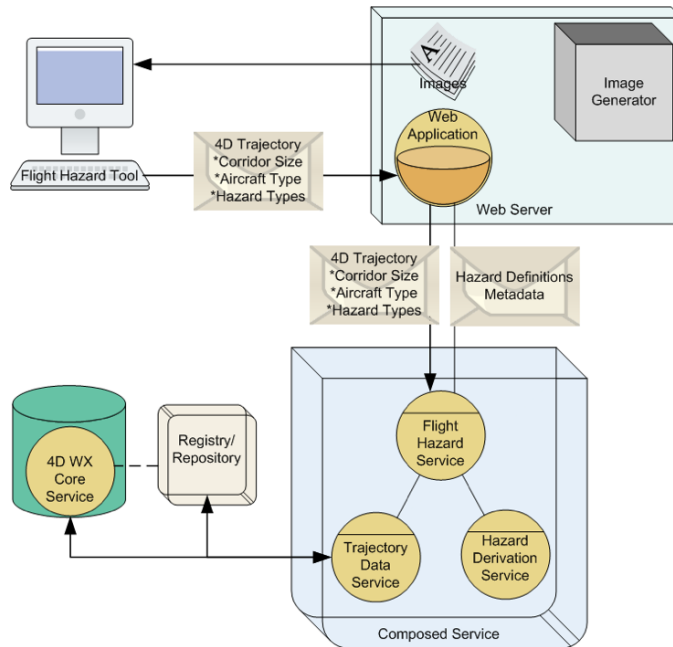 A
Images
Image
Generator
Web
Application
Flight Hazard Tool
4D Trajectory
*Corridor Size
*Aircraft Type
*Hazard Types
Web Server
4D Trajectory
*Corridor Size
*Aircraft Type
*Hazard Types
Hazard Definitions
Metadata
Flight
Hazard
Service
4D WX
Core
Service
Registry/
Repository
Trajectory
Data
Service
Hazard
Derivation
Service
Composed Service